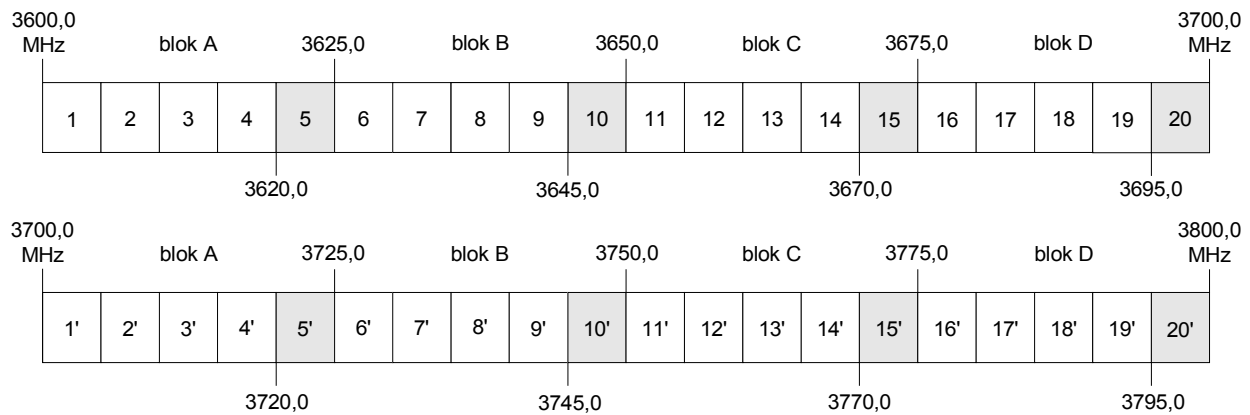 3600,0 MHz blok A 3625,0 blok B 3650,0 blok C 3675,0 blok D 3700,0 MHz
1 2 3 4 5 6 7 8 9 10 11 12 13 14 15 16 17 18 19 20
3620,0 3645,0 3670,0 3695,0
3700,0 MHz blok A 3725,0 blok B 3750,0 blok C 3775,0 blok D 3800,0 MHz
1' 2' 3' 4' 5' 6' 7' 8' 9' 10' 11' 12' 13' 14' 15' 16' 17' 18' 19' 20'
3720,0 3745,0 3770,0 3795,0